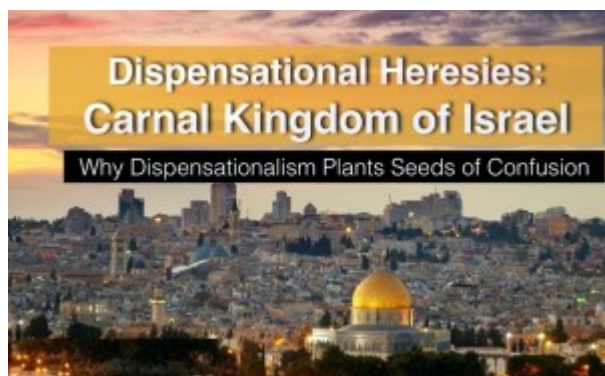 Dispensational Heresies:
Carnal Kingdom of Israel
Why Dispensationalism Plants Seeds of Confusion